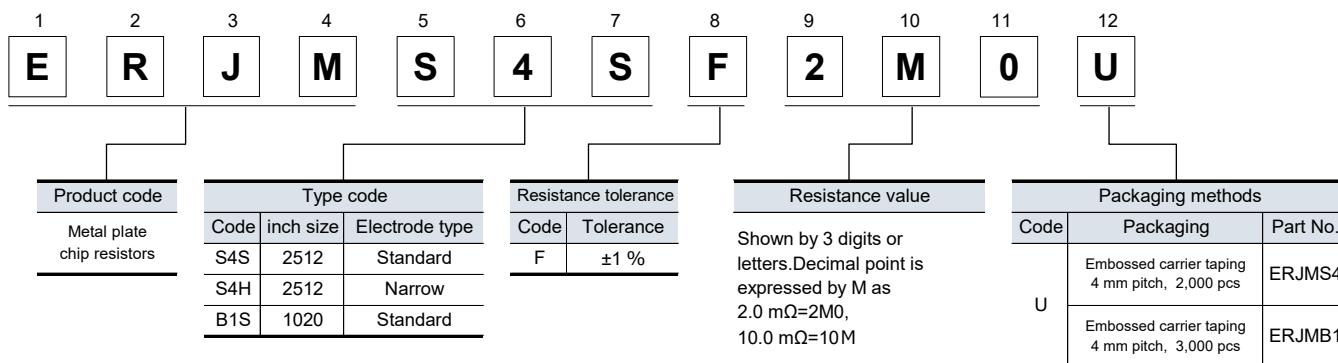 1 2 3 4 5 6 7 8 9 10 11 12
E R J M S 4 S F 2 M 0 U
Product code
Metal plate
chip resistors
Type code
Code inch size Electrode type
S4S 2512 Standard
S4H 2512 Narrow
B1S 1020 Standard
Resistance tolerance
Code Tolerance
F ±1 %
Resistance value
Shown by 3 digits or
letters.Decimal point is
expressed by M as
2.0 mΩ=2M0,
10.0 mΩ=10M
Packaging methods
Code Packaging Part No.
U
Embossed carrier taping
4 mm pitch, 2,000 pcs
ERJMS4
Embossed carrier taping
4 mm pitch, 3,000 pcs
ERJMB1